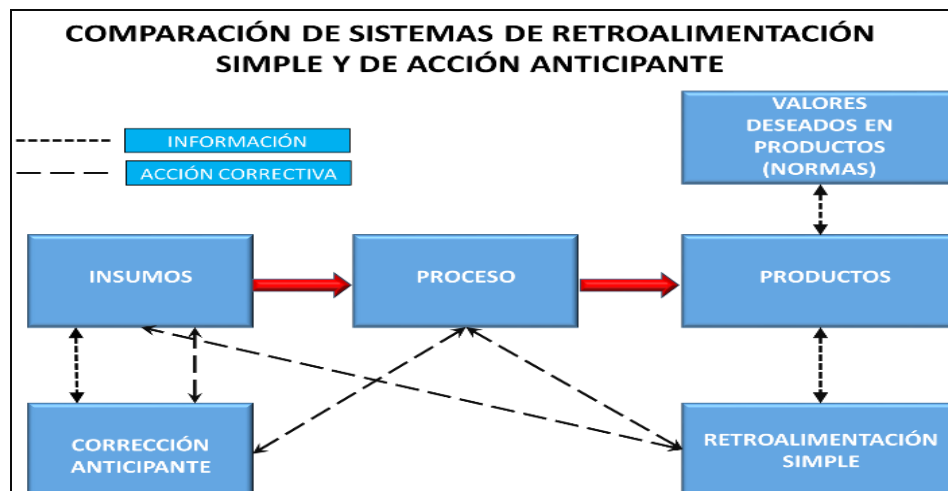 COMPARACIÓN DE SISTEMAS DE RETROALIMENTACIÓN
SIMPLE Y DE ACCIÓN ANTICIPANTE
INFORMACIÓN
ACCIÓN CORRECTIVA
VALORES
DESEADOS EN
PRODUCTOS
(NORMAS)
INSUMOS
PROCESO
PRODUCTOS
CORRECCIÓN
ANTICIPANTE
RETROALIMENTACIÓN
SIMPLE